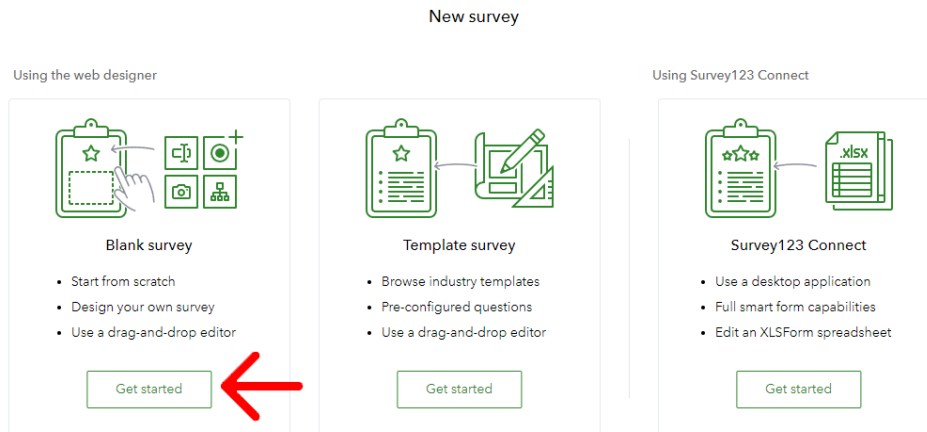 New survey
Using the web designer
Using Survey123 Connect
Blank survey
• Start from scratch
• Design your own survey
• Use a drag-and-drop editor
Get started
Template survey
• Browse industry templates
• Pre-configured questions
• Use a drag-and-drop editor
Get started
.xlsx
Survey123 Connect
• Use a desktop application
• Full smart form capabilities
• Edit an XLSForm spreadsheet
Get started